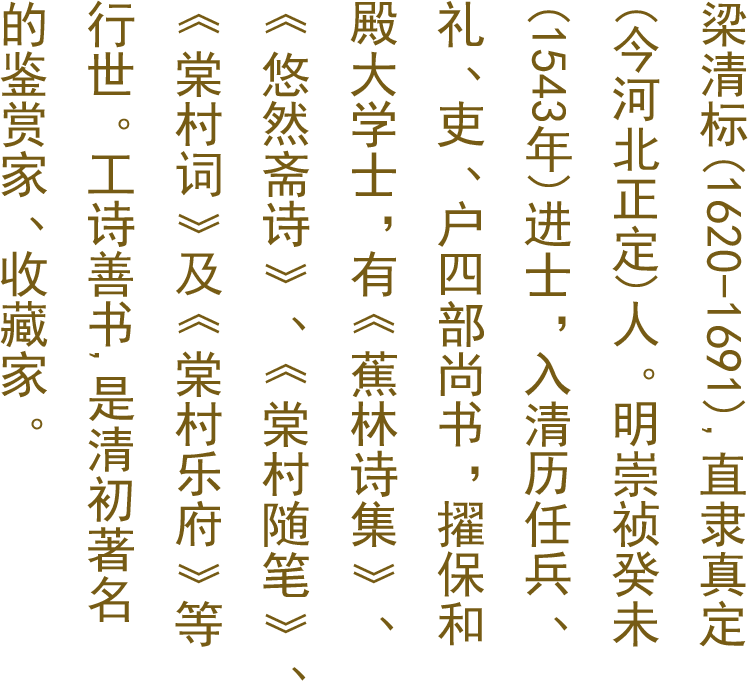 梁清标(1620-1691),直隶真定
(今河北正定)人。明崇祯癸未
(1543年)进士，入清历任兵、
礼、吏、户四部尚书，擢保和
殿大学士，有《蕉林诗集》、
《悠然斋诗》、《棠村随笔》、
《棠村词》及《棠村乐府》等
行世。工诗善书,是清初著名
的鉴赏家、收藏家。